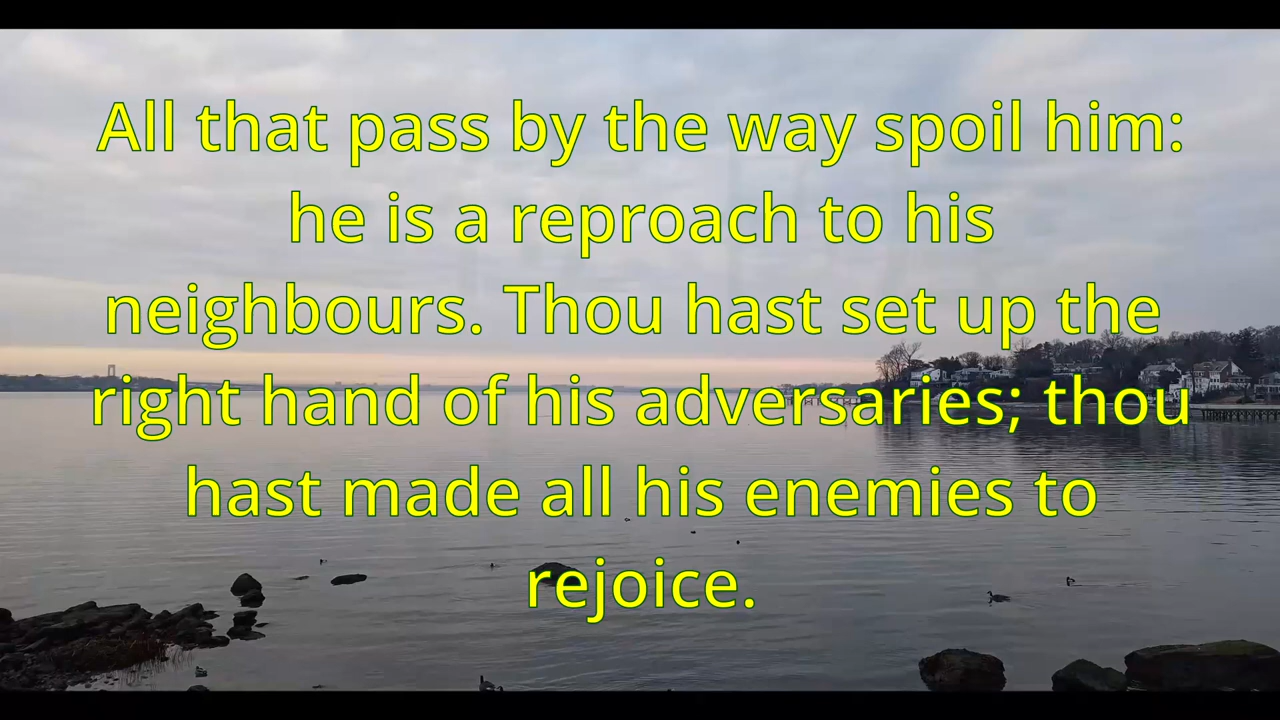 All that pass by the way spoil him:
he is a reproach to his
neighbours. Thou hast set up the
right hand of his adversaries; thou
hast made all his enemies to
rejoice.